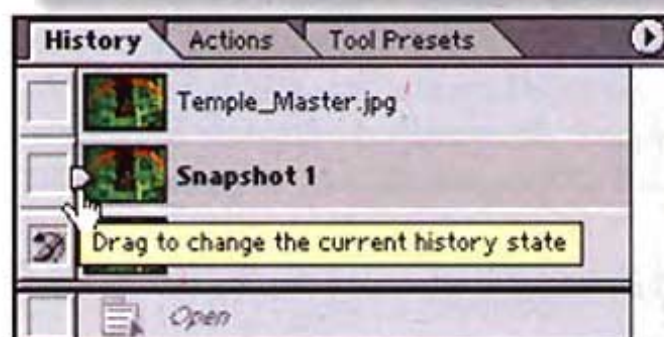 History Actions Tool Presets
Temple_Master.jpg
Snapshot 1
Drag to change the current history state
Open